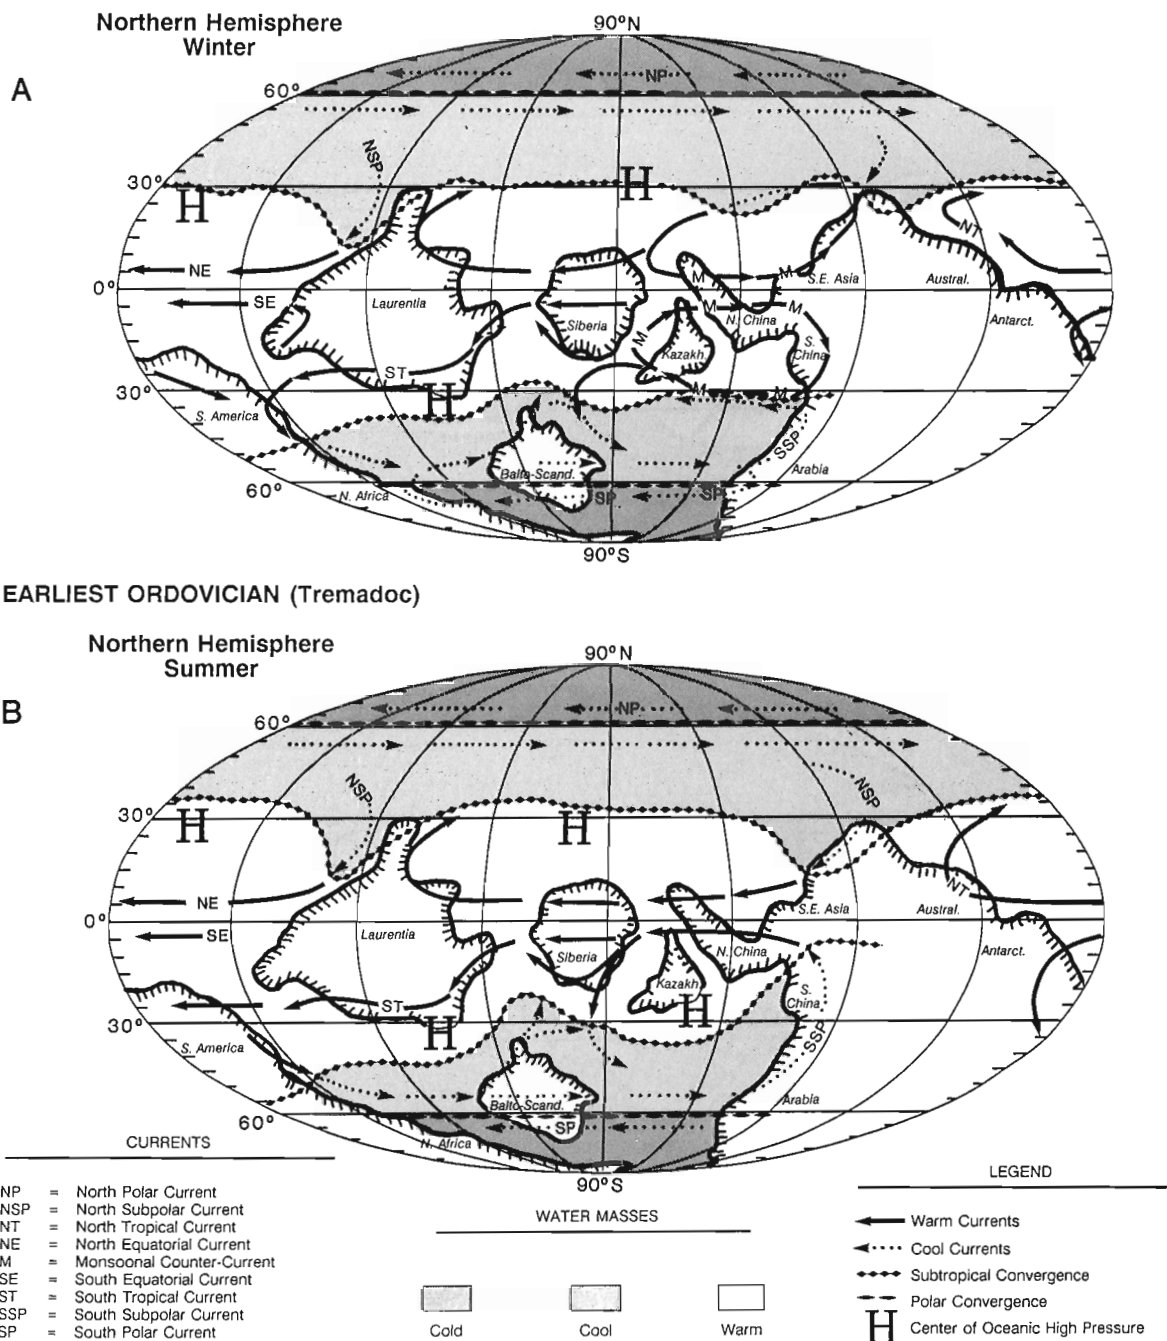 Northern Hemisphere
Winter
A
90°N
NP
60°
NSP
30°
H
H
NT
NE
M
M
S.E. Asia
Austral.
0°
SE
Laurentia
Siberia
M
M
N. China
Antarct.
M
Kazakh.
S.
China
ST
30°
H
M
M
S. America
SSP
Balto-Scand.
Arabia
60°
N. Africa
SP
SP
90°S
EARLIEST ORDOVICIAN (Tremadoc)
Northern Hemisphere
Summer
B
90°N
NP
60°
NSP
NSP
30°
H
H
NT
NE
S.E. Asia
Austral.
0°
SE
Laurentia
Siberia
N. China
Antarct.
Kazakh.
S.
China
ST
H
30°
H
S. America
SSP
Balto-Scand.
Arabia
60°
SP
N. Africa
90°S
CURRENTS
NP = North Polar Current
NSP = North Subpolar Current
NT = North Tropical Current
NE = North Equatorial Current
M = Monsoonal Counter-Current
SE = South Equatorial Current
ST = South Tropical Current
SSP = South Subpolar Current
SP = South Polar Current
WATER MASSES
Cold Cool Warm
LEGEND
Warm Currents
Cool Currents
Subtropical Convergence
Polar Convergence
H Center of Oceanic High Pressure